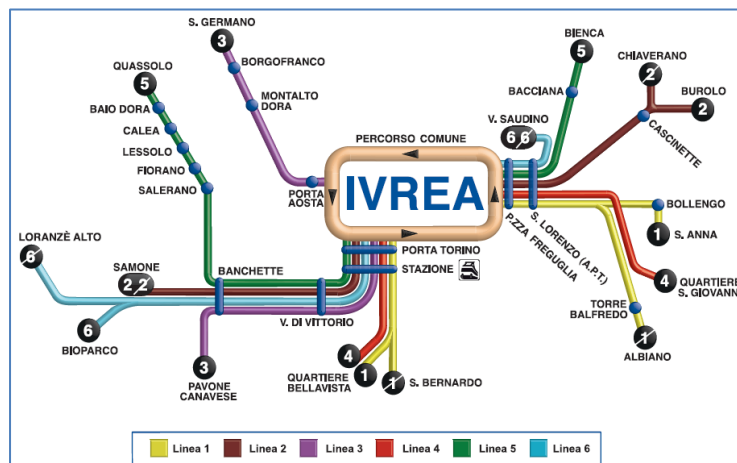 S. GERMANO
3
BORGOFRANCO
MONTALTO
DORA
PORTA
AOSTA
QUASSOLO
5
BAIO DORA
CALEA
LESSOLO
FIORANO
SALERANO
PERCORSO COMUNE
IVREA
BIENCA
5
BACCIANA
V. SAUDINO
6 6
CHIAVERANO
2
BUROLO
2
CASCINETTE
BOLLENGO
1
S. ANNA
4
QUARTIERE
S. GIOVANN
TORRE
BALFREDO
1
ALBIANO
P.ZZA FREGUGLIA
S. LORENZO (A.P.T.)
PORTA TORINO
STAZIONE
LORANZÈ ALTO
6
SAMONE
2 2
BANCHETTE
V. DI VITTORIO
6
BIOPARCO
3
PAVONE
CANAVESE
4
QUARTIERE
BELLAVISTA
1
1
S. BERNARDO
Linea 1
Linea 2
Linea 3
Linea 4
Linea 5
Linea 6